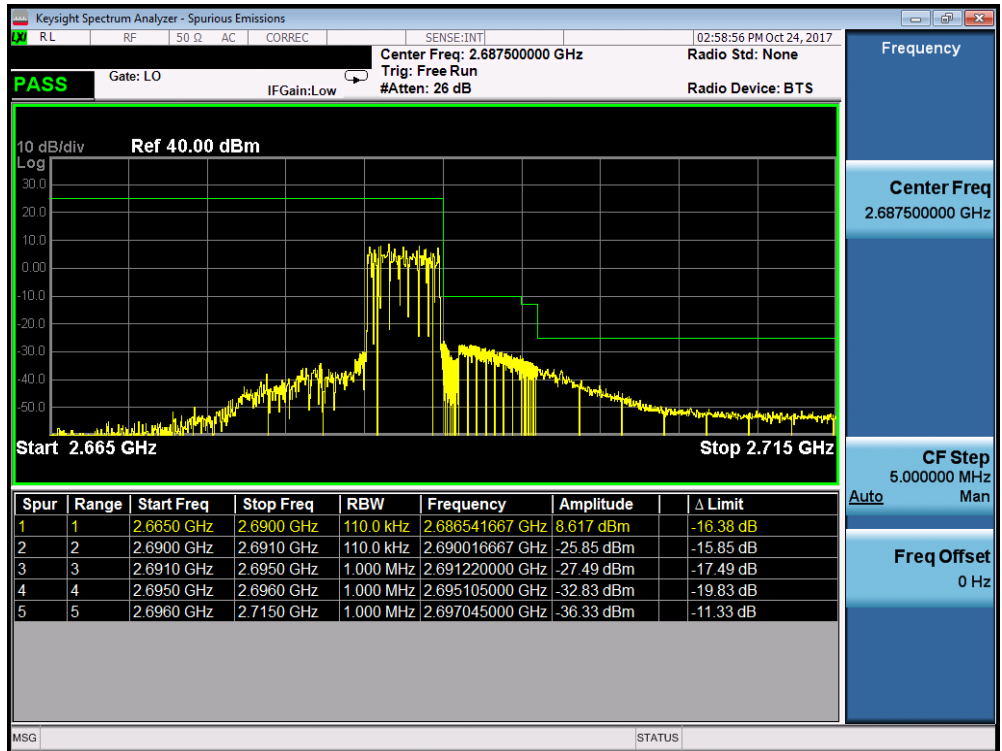 Keysight Spectrum Analyzer - Spurious Emissions
LXI RL RF 50 Ω AC CORREC SENSE:INT 02:58:56 PM Oct 24, 2017
Center Freq: 2.687500000 GHz Radio Std: None
Trig: Free Run
PASS Gate: LO IFGain:Low #Atten: 26 dB Radio Device: BTS
10 dB/div Ref 40.00 dBm
Log
30.0
20.0
10.0
0.00
-10.0
-20.0
-30.0
-40.0
-50.0
Start 2.665 GHz Stop 2.715 GHz
Spur Range Start Freq Stop Freq RBW Frequency Amplitude Δ Limit
1 1 2.6650 GHz 2.6900 GHz 110.0 kHz 2.686541667 GHz 8.617 dBm -16.38 dB
2 2 2.6900 GHz 2.6910 GHz 110.0 kHz 2.690016667 GHz -25.85 dBm -15.85 dB
3 3 2.6910 GHz 2.6950 GHz 1.000 MHz 2.691220000 GHz -27.49 dBm -17.49 dB
4 4 2.6950 GHz 2.6960 GHz 1.000 MHz 2.695105000 GHz -32.83 dBm -19.83 dB
5 5 2.6960 GHz 2.7150 GHz 1.000 MHz 2.697045000 GHz -36.33 dBm -11.33 dB
MSG STATUS
Frequency
Center Freq
2.687500000 GHz
CF Step
5.000000 MHz
Auto Man
Freq Offset
0 Hz